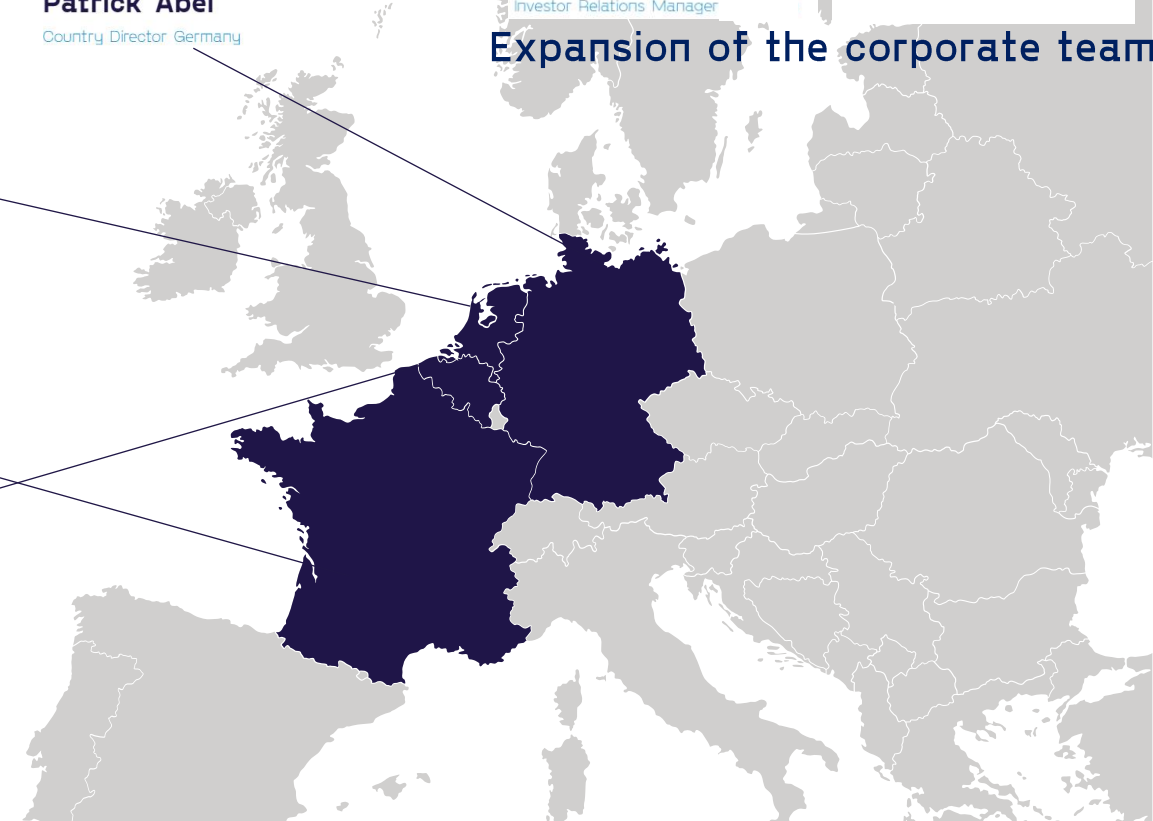 Patrick Abel
Country Director Germany
Investor Relations Manager
Expansion of the corporate team